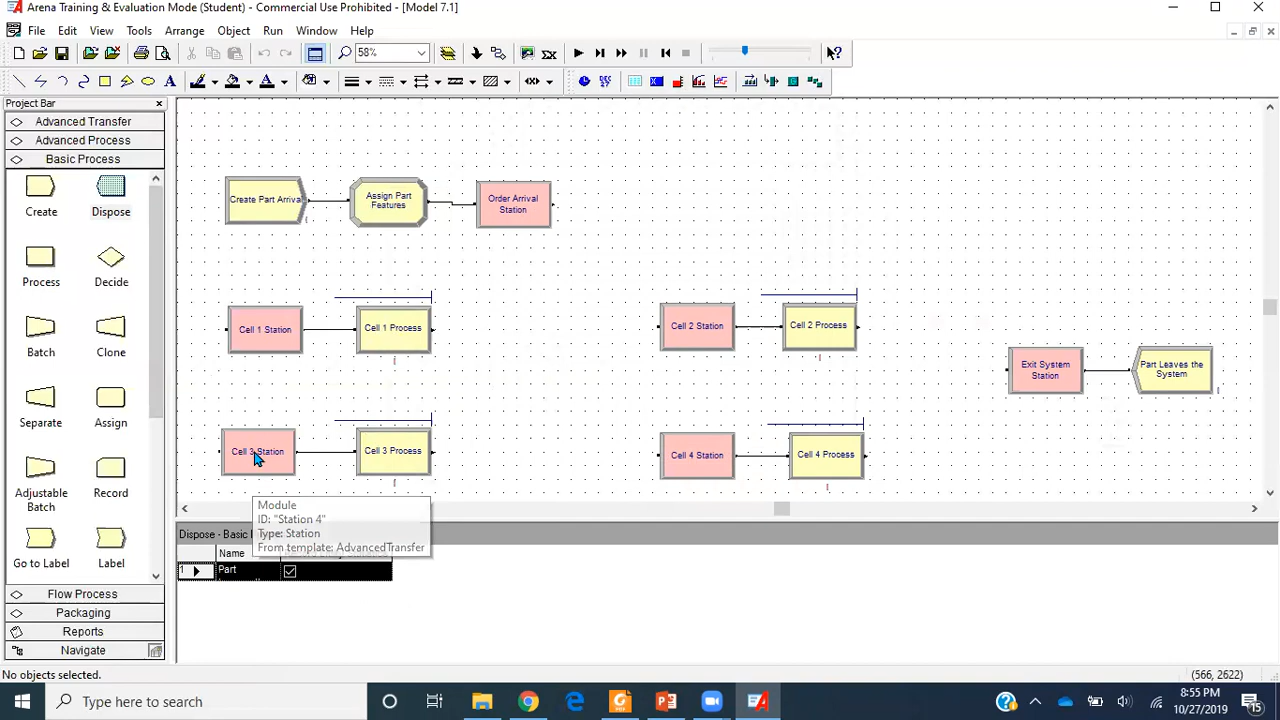 Arena Training & Evaluation Mode (Student) - Commercial Use Prohibited - [Model 7.1]
File Edit View Tools Arrange Object Run Window Help
58%
Project Bar
Advanced Transfer
Advanced Process
Basic Process
Create Dispose
Process Decide
Batch Clone
Separate Assign
Adjustable Batch Record
Go to Label Label
Flow Process
Packaging
Reports
Navigate
Create Part Arrival
Assign Part
Features
Order Arrival
Station
Cell 1 Station
Cell 1 Process
Cell 2 Station
Cell 2 Process
Exit System
Station
Part Leaves the
System
Cell 3 Station
Cell 3 Process
Cell 4 Station
Cell 4 Process
Module
ID: "Station 4"
Type: Station
From template: AdvancedTransfer
Dispose - Basic
Name
1 Part
No objects selected.
(566, 2622)
Type here to search
8:55 PM
10/27/2019
15